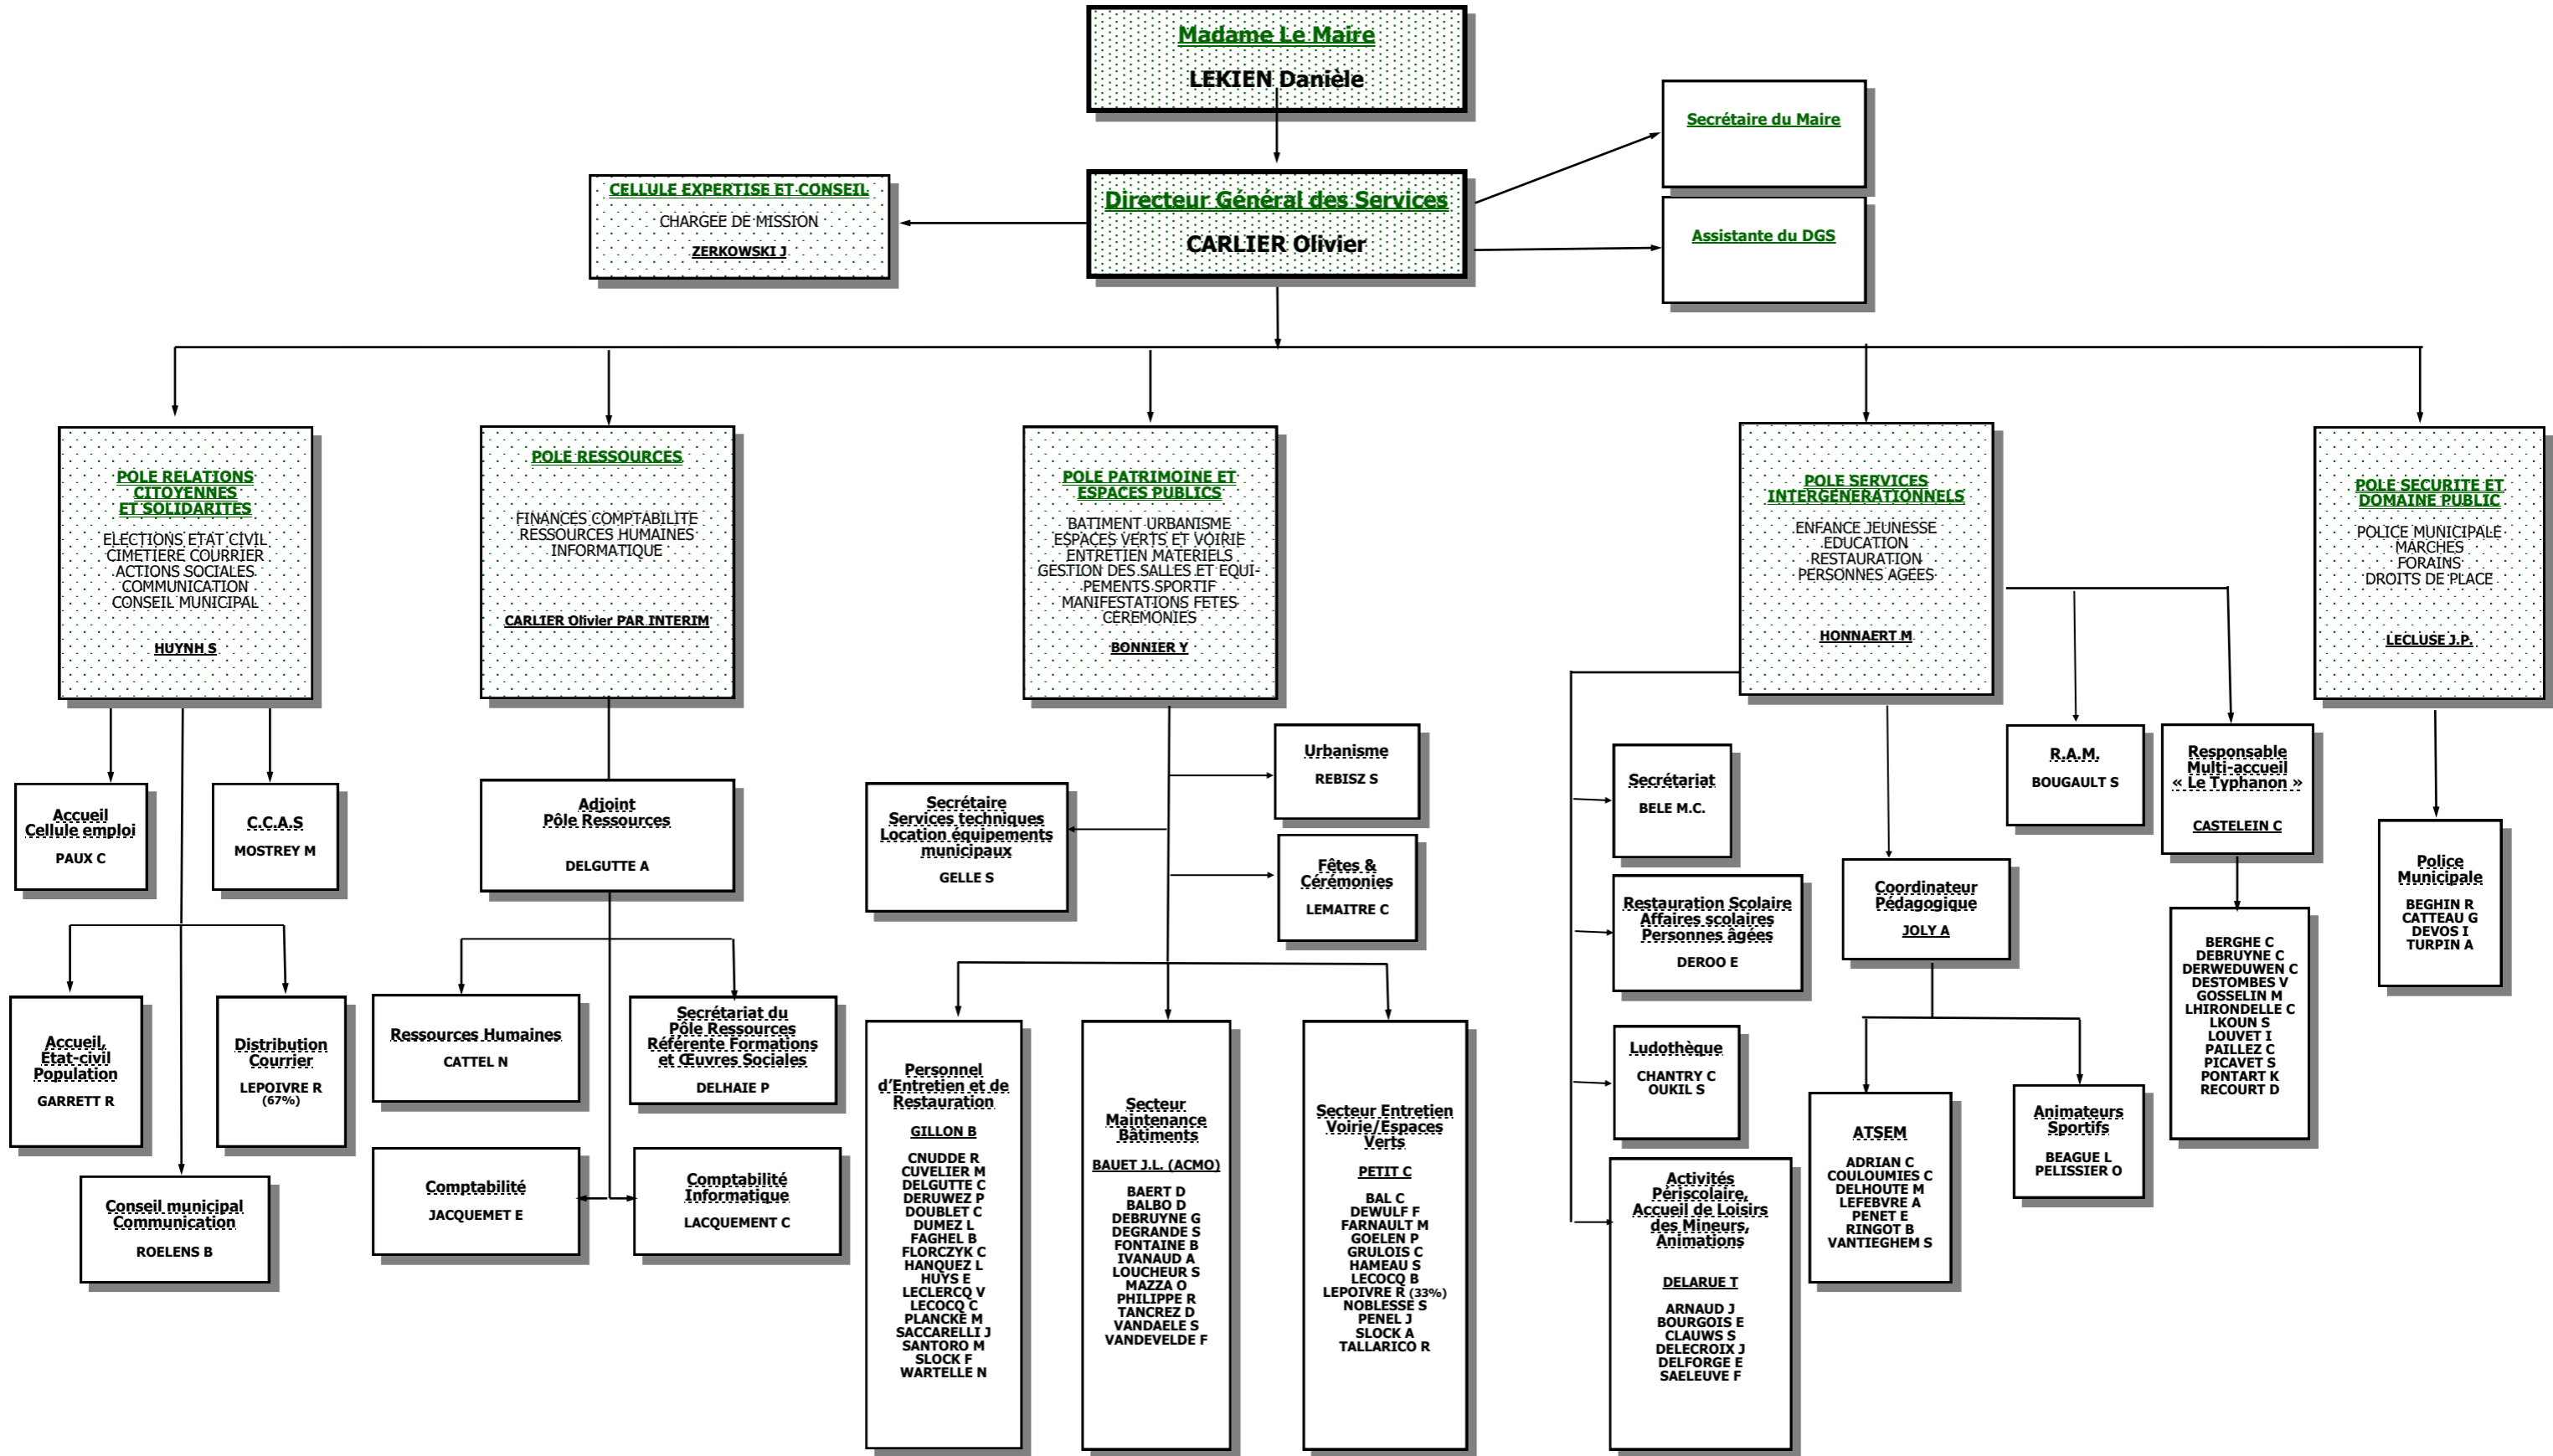 Madame Le Maire
LEKIEN Danièle
Secrétaire du Maire
CELLULE EXPERTISE ET CONSEIL
CHARGEE DE MISSION
ZERKOWSKI J
Directeur Général des Services
CARLIER Olivier
Assistante du DGS
POLE RELATIONS
CITOYENNES
ET SOLIDARITES
ELECTIONS ETAT CIVIL
CIMETIERE COURRIER
ACTIONS SOCIALES
COMMUNICATION
CONSEIL MUNICIPAL
HUYNH S
POLE RESSOURCES
FINANCES COMPTABILITE
RESSOURCES HUMAINES
INFORMATIQUE
CARLIER Olivier PAR INTERIM
POLE PATRIMOINE ET
ESPACES PUBLICS
BATIMENT URBANISME
ESPACES VERTS ET VOIRIE
ENTRETIEN MATERIELS
GESTION DES SALLES ET EQUI-
PEMENTS SPORTIF
MANIFESTATIONS FETES
CEREMONIES
BONNIER Y
POLE SERVICES
INTERGENERATIONNELS
ENFANCE JEUNESSE
EDUCATION
RESTAURATION
PERSONNES AGEES
HONNAERT M
POLE SECURITE ET
DOMAINE PUBLIC
POLICE MUNICIPALE
MARCHES
FORAINS
DROITS DE PLACE
LECLUSE J.P.
Accueil
Cellule emploi
PAUX C
C.C.A.S
MOSTREY M
Accueil,
Etat-civil
Population
GARRETT R
Distribution
Courrier
LEPOIVRE R
(67%)
Conseil municipal
Communication
ROELENS B
Adjoint
Pôle Ressources
DELGUTTE A
Ressources Humaines
CATTEL N
Secrétariat du
Pôle Ressources
Référente Formations
et Œuvres Sociales
DELHAIE P
Comptabilité
JACQUEMET E
Comptabilité
Informatique
LACQUEMENT C
Urbanisme
REBISZ S
Secrétaire
Services techniques
Location équipements
municipaux
GELLE S
Fêtes &
Cérémonies
LEMAITRE C
Personnel
d'Entretien et de
Restauration
GILLON B
CNUDDE R
CUVELIER M
DELGUTTE C
DERUWEZ P
DOUBLET C
DUMEZ L
FAGHEL B
FLORCZYK C
HANQUEZ L
HUYS E
LECLERCQ V
LECOCQ C
PLANCKE M
SACCARELLI J
SANTORO M
SLOCK F
WARTELLE N
Secteur
Maintenance
Bâtiments
BAUET J.L. (ACMO)
BAERT D
BALBO D
DEBRUYNE G
DEGRANDE S
FONTAINE B
IVANAUD A
LOUCHEUR S
MAZZA O
PHILIPPE R
TANCREZ D
VANDAELE S
VANDEVELDE F
Secteur Entretien
Voirie/Espaces
Verts
PETIT C
BAL C
DEWULF F
FARNAULT M
GOELEN P
GRULOIS C
HAMEAU S
LECOCQ B
LEPOIVRE R (33%)
NOBLESSE S
PENEL J
SLOCK A
TALLARICO R
Secrétariat
BELE M.C.
Restauration Scolaire
Affaires scolaires
Personnes âgées
DEROO E
Ludothèque
CHANTRY C
OUKIL S
Activités
Périscolaire,
Accueil de Loisirs
des Mineurs,
Animations
DELARUE T
ARNAUD J
BOURGOIS E
CLAUWS S
DELECROIX J
DELFORGE E
SAELEUVE F
Coordinateur
Pédagogique
JOLY A
ATSEM
ADRIAN C
COULOUMIES C
DELHOUTE M
LEFEBVRE A
PENET E
RINGOT B
VANTIEGHEM S
Animateurs
Sportifs
BEAGUE L
PELISSIER O
R.A.M.
BOUGAULT S
Responsable
Multi-accueil
« Le Typhanon »
CASTELEIN C
BERGHE C
DEBRUYNE C
DERWEDUWEN C
DESTOMBES V
GOSSELIN M
LHIRONDELLE C
LKOUN S
LOUVET I
PAILLEZ C
PICAVET S
PONTART K
RECOURT D
Police
Municipale
BEGHIN R
CATTEAU G
DEVOS I
TURPIN A